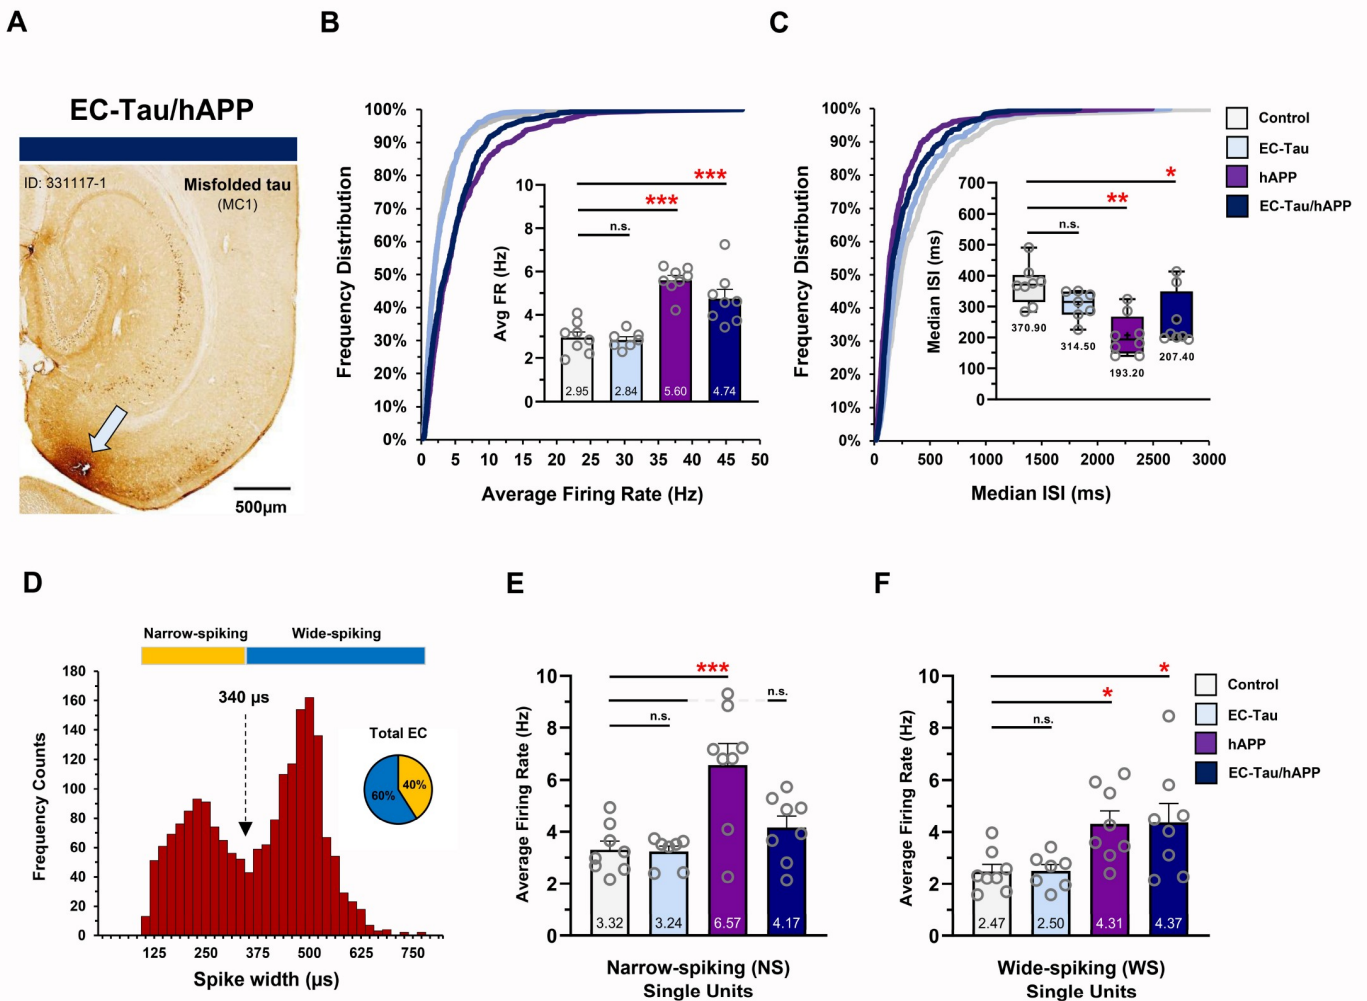 A
B
C
EC-Tau/hAPP
ID: 331117-1
Misfolded tau
(MC1)
500µm
Frequency Distribution
100%
90%
80%
70%
60%
50%
40%
30%
20%
10%
0%
0 5 10 15 20 25 30 35 40 45 50
Average Firing Rate (Hz)
Avg FR (Hz)
10
8
6
4
2
0
***
***
n.s.
2.95 2.84 5.60 4.74
Frequency Distribution
100%
90%
80%
70%
60%
50%
40%
30%
20%
10%
0%
0 500 1000 1500 2000 2500 3000
Median ISI (ms)
Median ISI (ms)
700
600
500
400
300
200
100
0
*
**
n.s.
370.90
314.50
193.20
207.40
Control
EC-Tau
hAPP
EC-Tau/hAPP
D
E
F
Narrow-spiking Wide-spiking
340 µs
Total EC
40%
60%
Frequency Counts
180
160
140
120
100
80
60
40
20
0
125 250 375 500 625 750
Spike width (µs)
Average Firing Rate (Hz)
10
8
6
4
2
0
***
n.s.
n.s.
3.32 3.24 6.57 4.17
Narrow-spiking (NS)
Single Units
Average Firing Rate (Hz)
10
8
6
4
2
0
*
*
n.s.
2.47 2.50 4.31 4.37
Wide-spiking (WS)
Single Units
Control
EC-Tau
hAPP
EC-Tau/hAPP